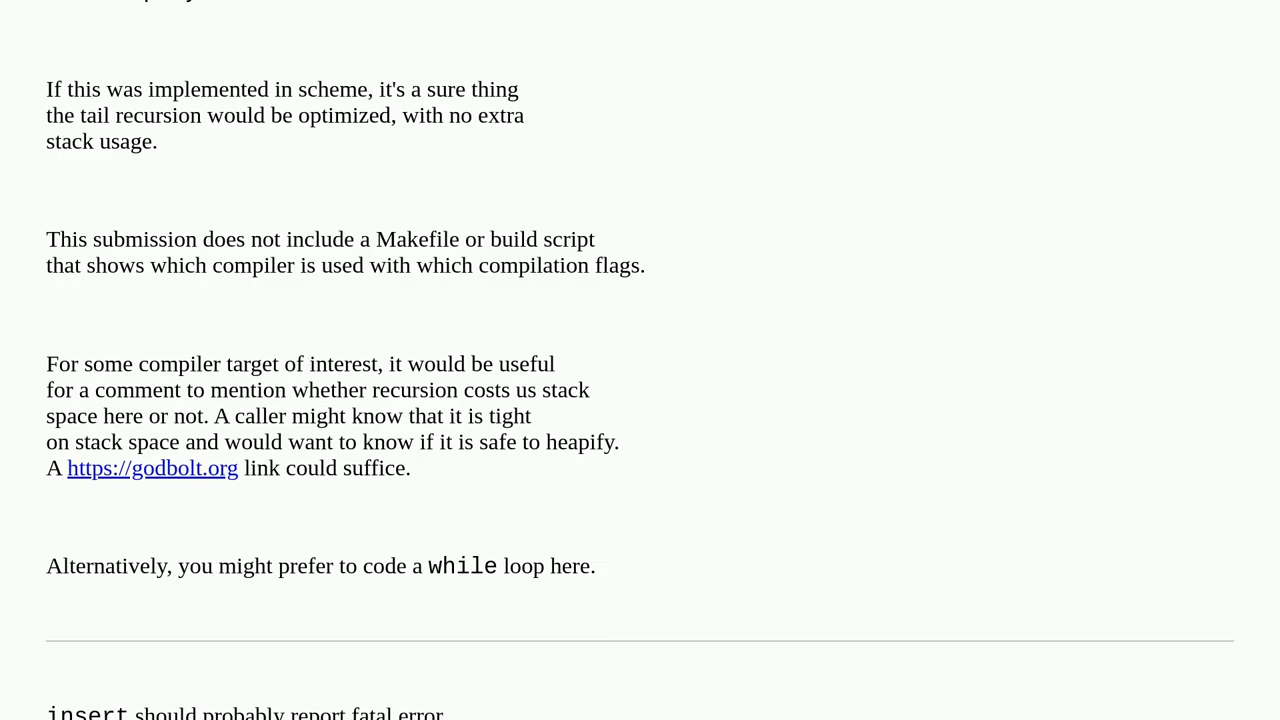 If this was implemented in scheme, it's a sure thing
the tail recursion would be optimized, with no extra
stack usage.
This submission does not include a Makefile or build script
that shows which compiler is used with which compilation flags.
For some compiler target of interest, it would be useful
for a comment to mention whether recursion costs us stack
space here or not. A caller might know that it is tight
on stack space and would want to know if it is safe to heapify.
A https://godbolt.org link could suffice.
Alternatively, you might prefer to code a while loop here.
insert should probably report fatal error